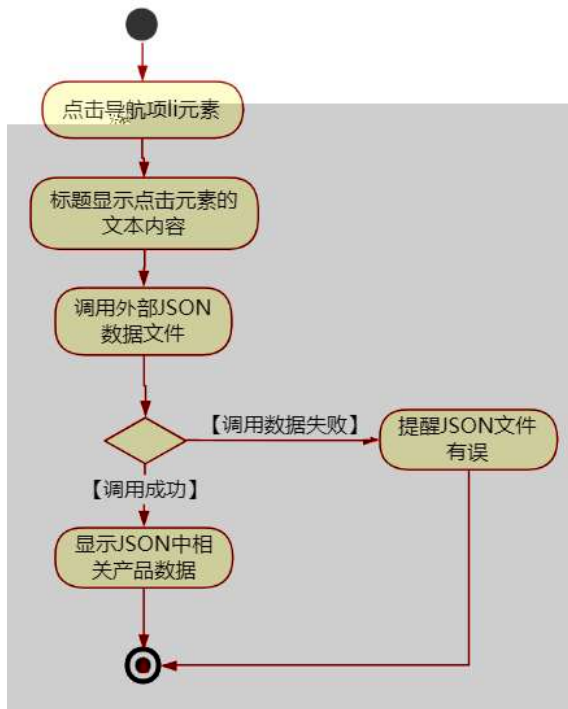 点击导航项li元素
标题显示点击元素的
文本内容
调用外部JSON
数据文件
【调用数据失败】
提醒JSON文件
有误
【调用成功】
显示JSON中相
关产品数据